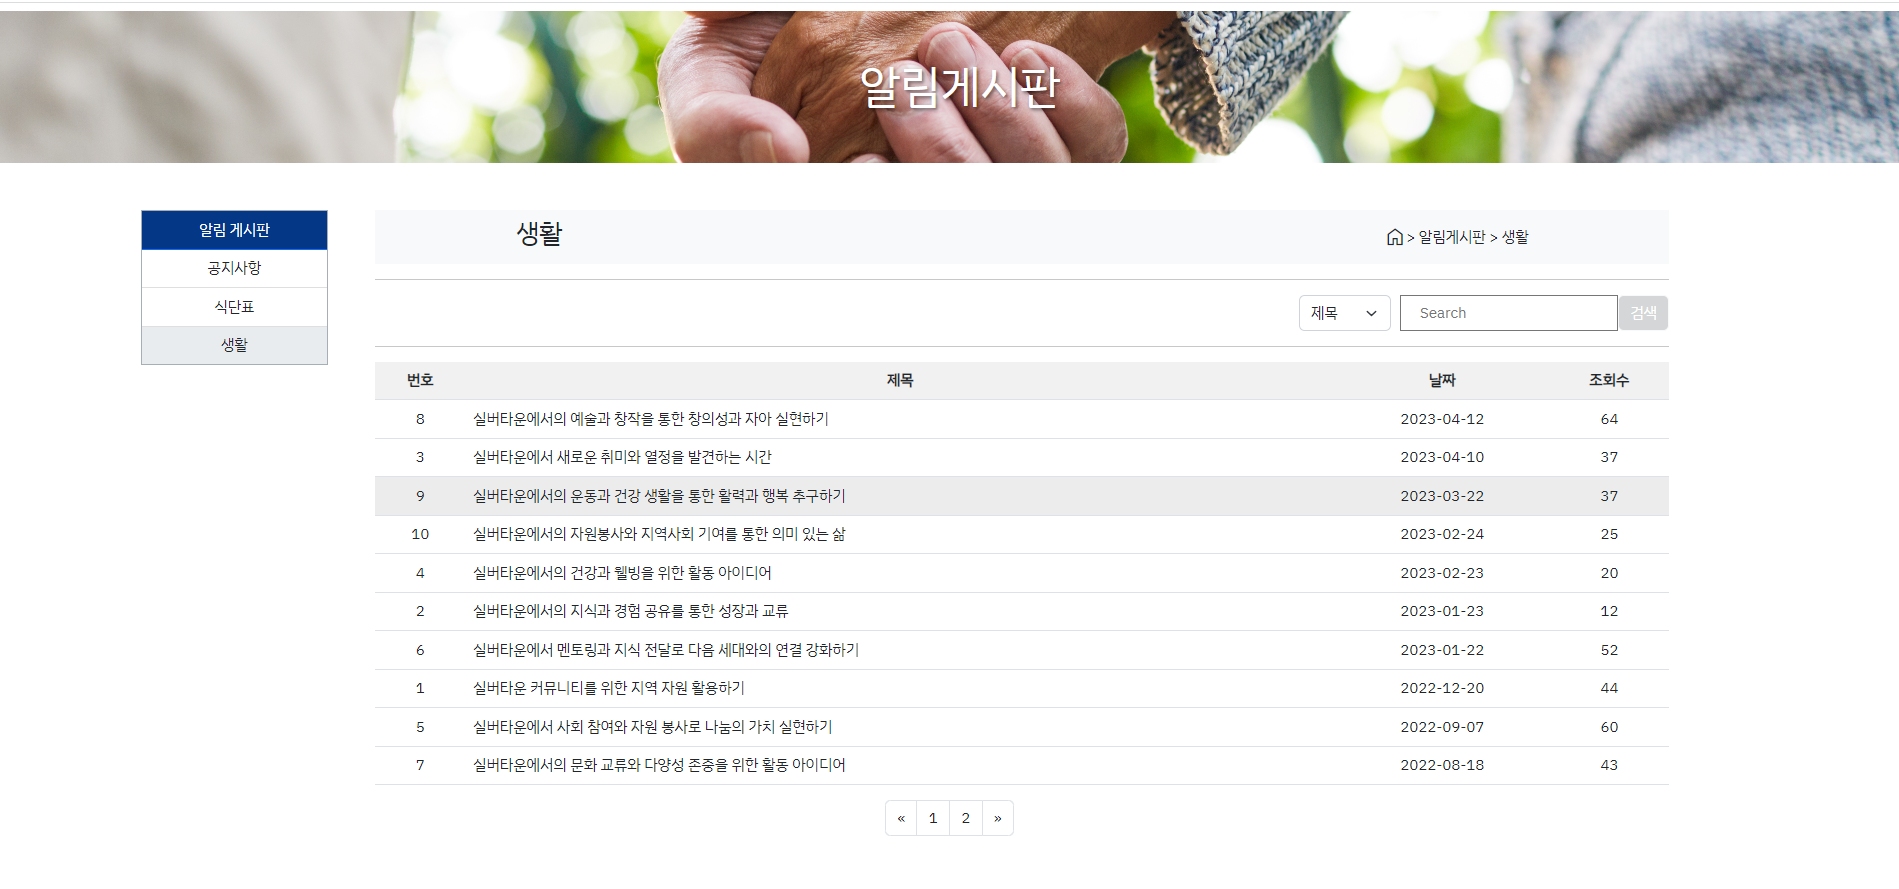 알림게시판
알림 게시판
공지사항
식단표
생활
생활
> 알림게시판 > 생활
제목 Search 검색
번호 제목 날짜 조회수
8 실버타운에서의 예술과 창작을 통한 창의성과 자아 실현하기 2023-04-12 64
3 실버타운에서 새로운 취미와 열정을 발견하는 시간 2023-04-10 37
9 실버타운에서의 운동과 건강 생활을 통한 활력과 행복 추구하기 2023-03-22 37
10 실버타운에서의 자원봉사와 지역사회 기여를 통한 의미 있는 삶 2023-02-24 25
4 실버타운에서의 건강과 웰빙을 위한 활동 아이디어 2023-02-23 20
2 실버타운에서의 지식과 경험 공유를 통한 성장과 교류 2023-01-23 12
6 실버타운에서 멘토링과 지식 전달로 다음 세대와의 연결 강화하기 2023-01-22 52
1 실버타운 커뮤니티를 위한 지역 자원 활용하기 2022-12-20 44
5 실버타운에서 사회 참여와 자원 봉사로 나눔의 가치 실현하기 2022-09-07 60
7 실버타운에서의 문화 교류와 다양성 존중을 위한 활동 아이디어 2022-08-18 43
« 1 2 »